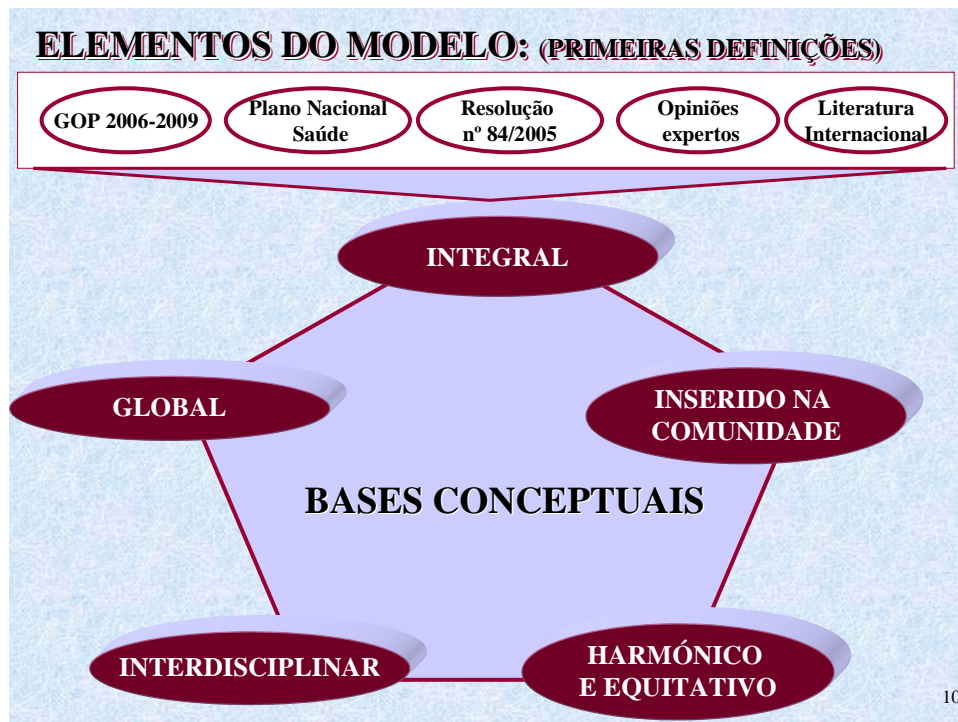 ELEMENTOS DO MODELO: (PRIMEIRAS DEFINIÇÕES)
GOP 2006-2009
Plano Nacional
Saúde
Resolução
nº 84/2005
Opiniões
expertos
Literatura
Internacional
INTEGRAL
GLOBAL
INSERIDO NA
COMUNIDADE
BASES CONCEPTUAIS
INTERDISCIPLINAR
HARMÓNICO
E EQUITATIVO
10